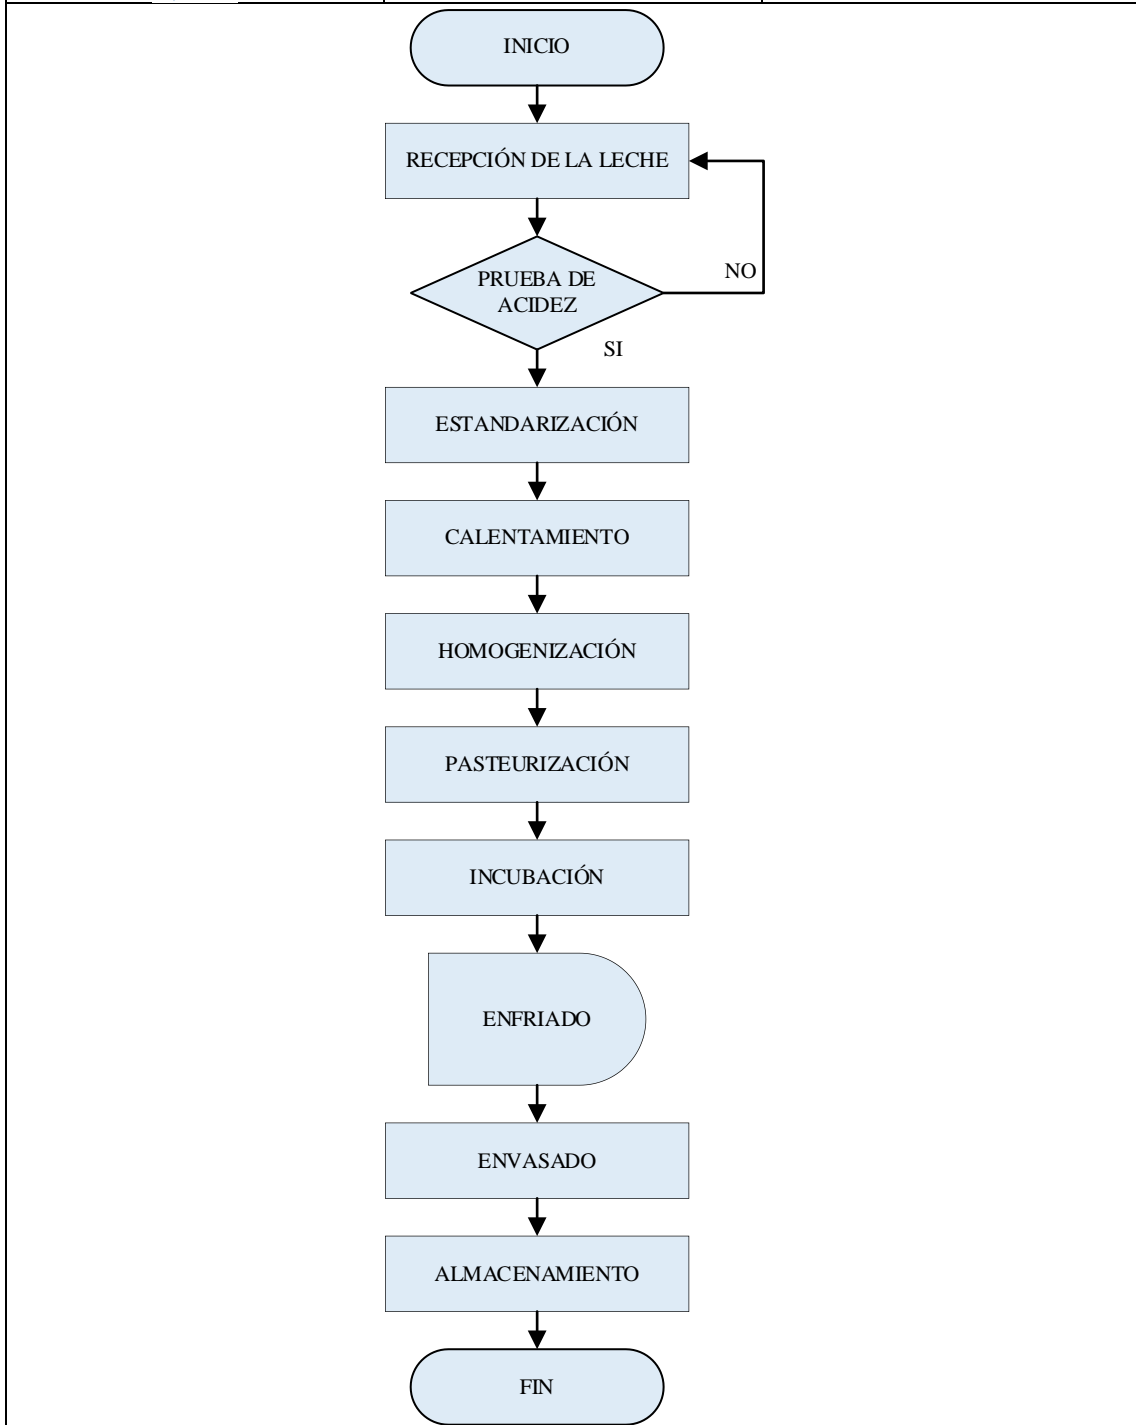 INICIO
RECEPCIÓN DE LA LECHE
PRUEBA DE
ACIDEZ
NO
SI
ESTANDARIZACIÓN
CALENTAMIENTO
HOMOGENIZACIÓN
PASTEURIZACIÓN
INCUBACIÓN
ENFRIADO
ENVASADO
ALMACENAMIENTO
FIN